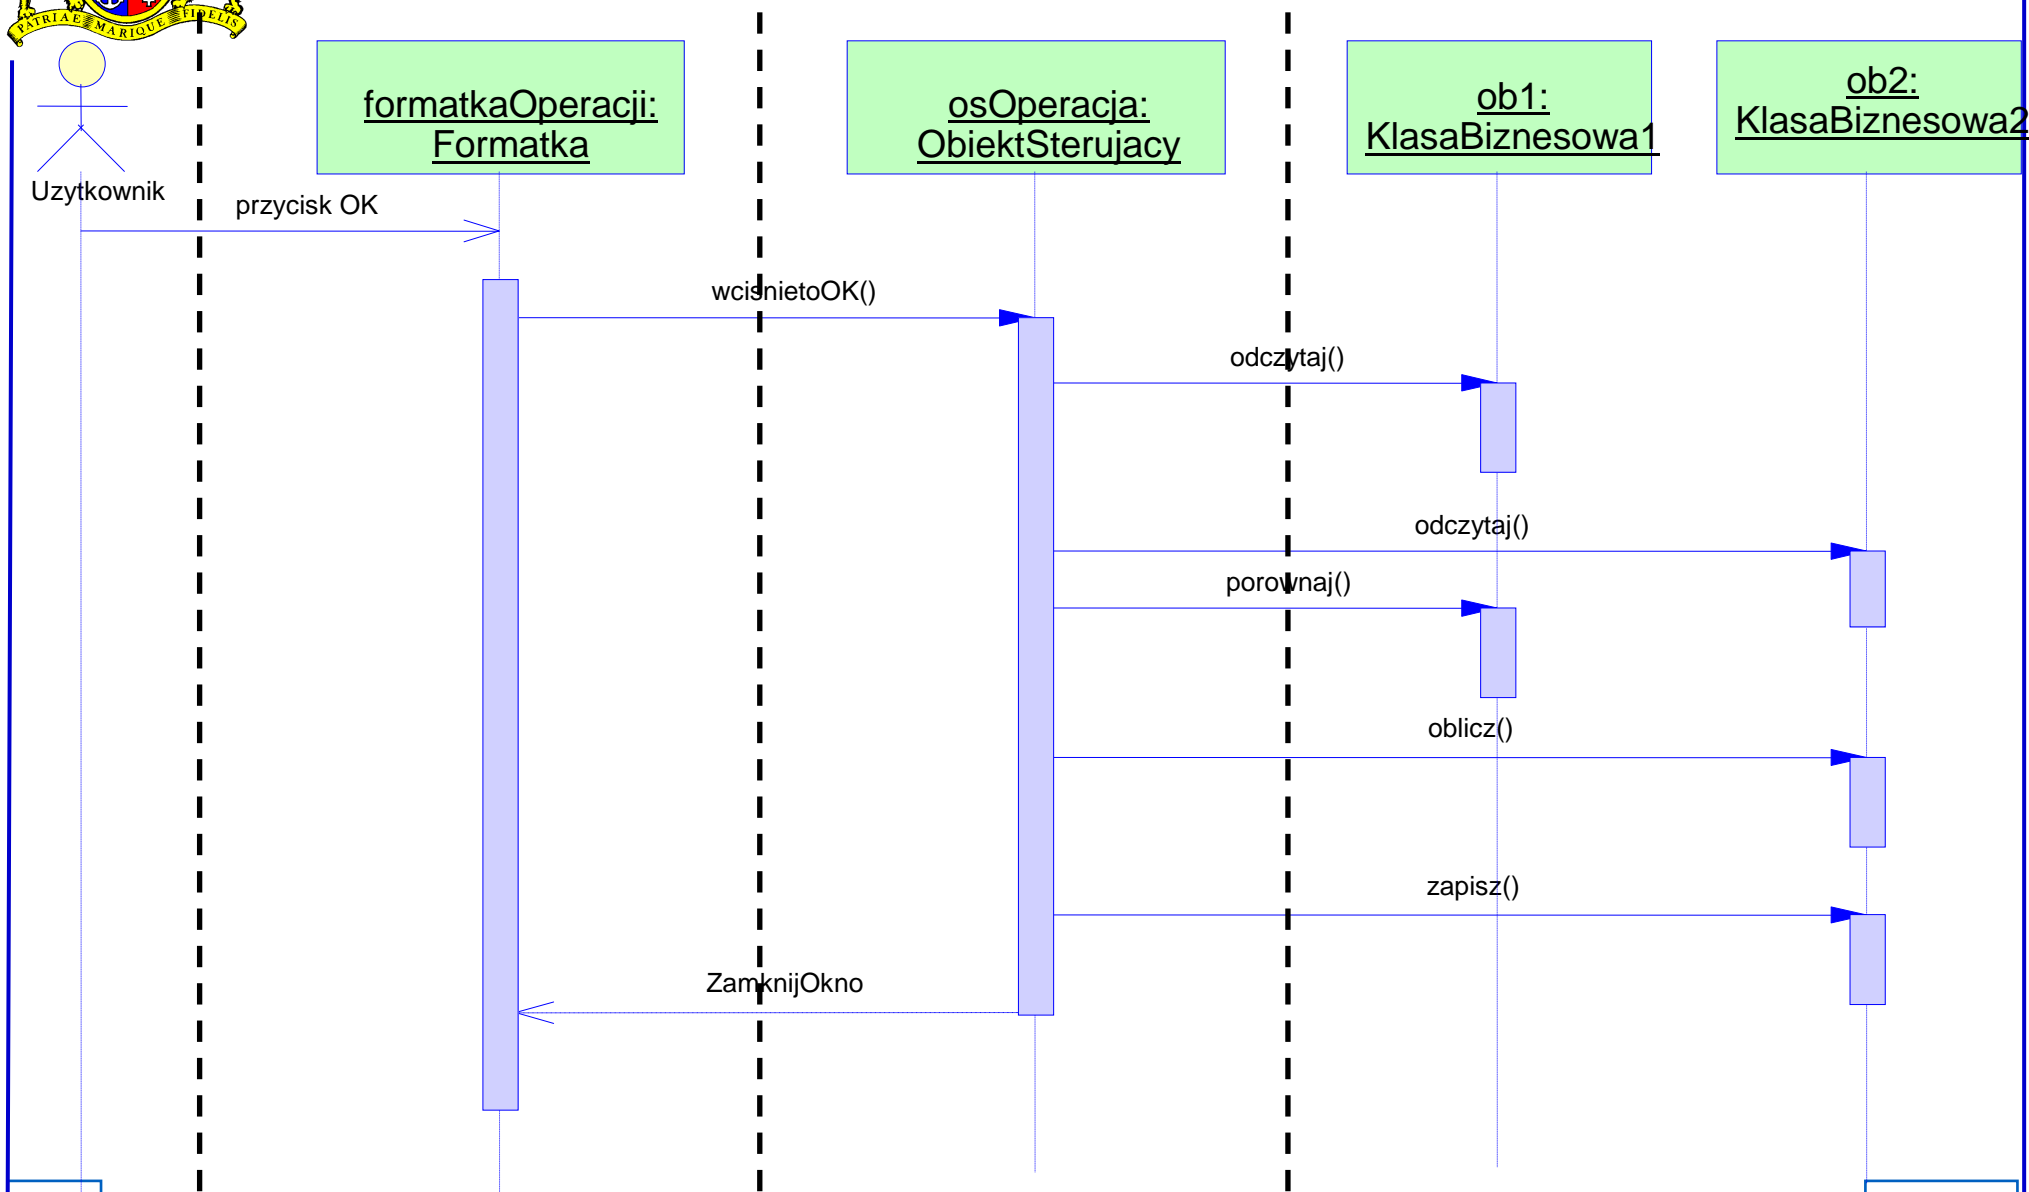 PATRIAE MARIQUE FIDELIS
formatkaOperacji:
Formatka
osOperacja:
ObiektSterujacy
ob1:
KlasaBiznesowa1
ob2:
KlasaBiznesowa2
Uzytkownik
przycisk OK
wcisnietoOK()
odczytaj()
odczytaj()
porownaj()
oblicz()
zapisz()
ZamknijOkno